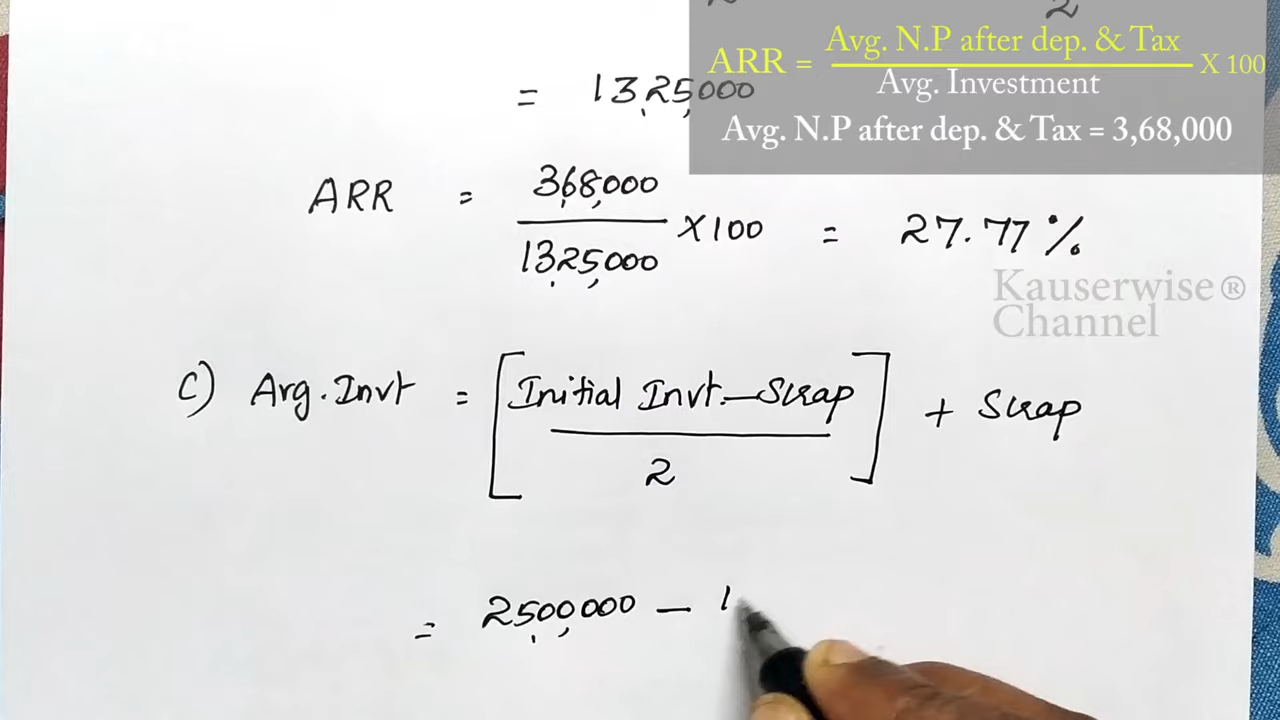 2
ARR = Avg. N.P after dep. & Tax X 100
Avg. Investment
Avg. N.P after dep. & Tax = 3,68,000
= 13,25,000
ARR = 3,68,000 X100 = 27.77%
13,25,000
Kauserwise®
Channel
C) Avg. Invt = [Initial Invt. — Scrap] + Scrap
2
= 25,00,000 — 1